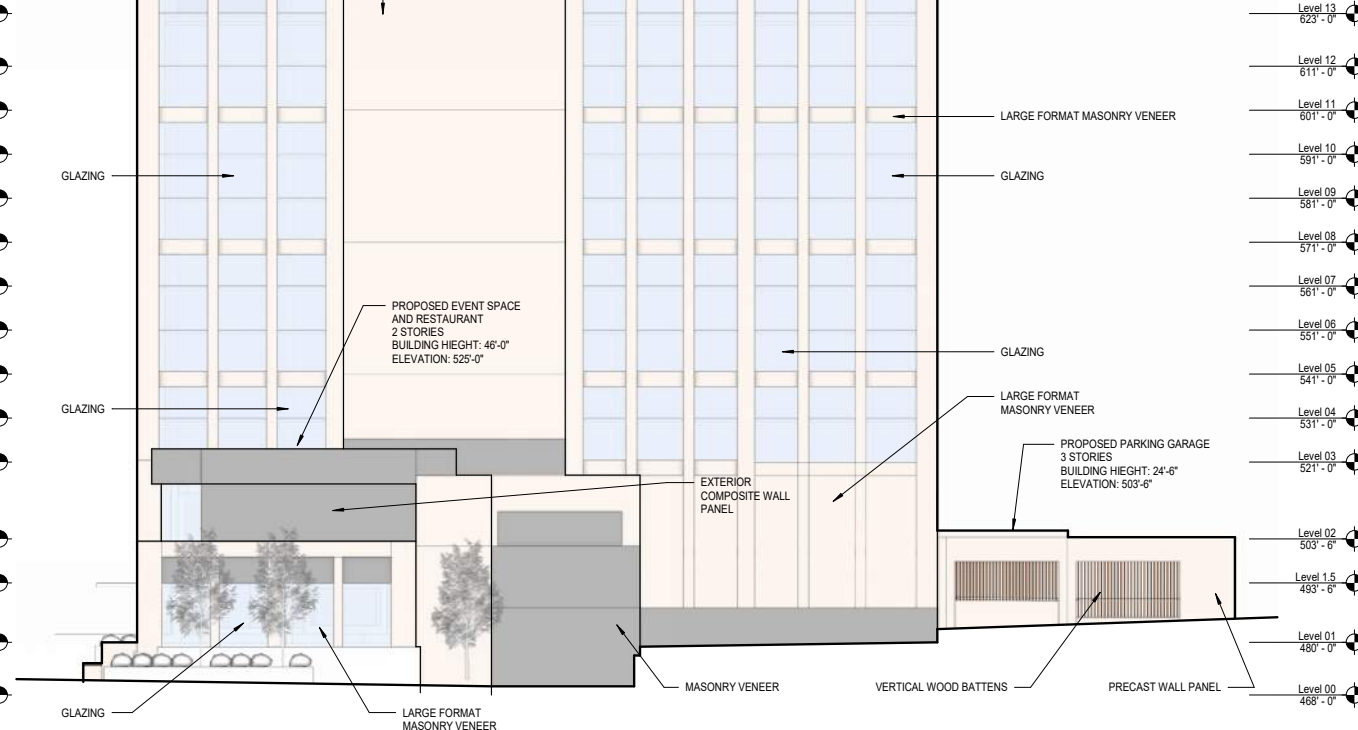 Level 13
623' - 0"
Level 12
611' - 0"
Level 11
601' - 0"
LARGE FORMAT MASONRY VENEER
Level 10
591' - 0"
GLAZING
GLAZING
Level 09
581' - 0"
Level 08
571' - 0"
Level 07
561' - 0"
PROPOSED EVENT SPACE
AND RESTAURANT
2 STORIES
BUILDING HIEGHT: 46'-0"
ELEVATION: 525'-0"
Level 06
551' - 0"
GLAZING
Level 05
541' - 0"
LARGE FORMAT
MASONRY VENEER
GLAZING
Level 04
531' - 0"
PROPOSED PARKING GARAGE
3 STORIES
BUILDING HIEGHT: 24'-6"
ELEVATION: 503'-6"
Level 03
521' - 0"
EXTERIOR
COMPOSITE WALL
PANEL
Level 02
503' - 6"
Level 1.5
493' - 6"
Level 01
480' - 0"
MASONRY VENEER
VERTICAL WOOD BATTENS
PRECAST WALL PANEL
Level 00
468' - 0"
GLAZING
LARGE FORMAT
MASONRY VENEER